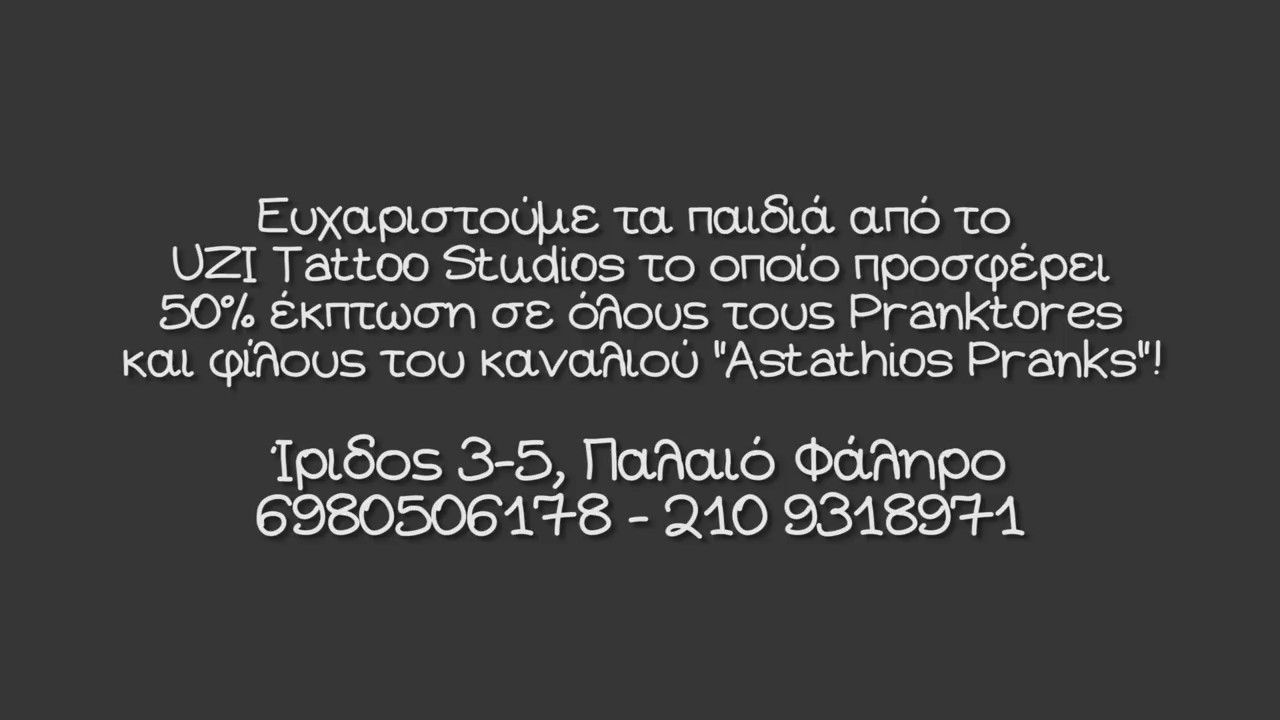 Ευχαριστούμε τα παιδιά από το
UZI Tattoo Studios το οποίο προσφέρει
50% έκπτωση σε όλους τους Pranktores
και φίλους του καναλιού "Astathios Pranks"!
Ίριδος 3-5, Παλαιό Φάληρο
6980506178 - 210 9318971